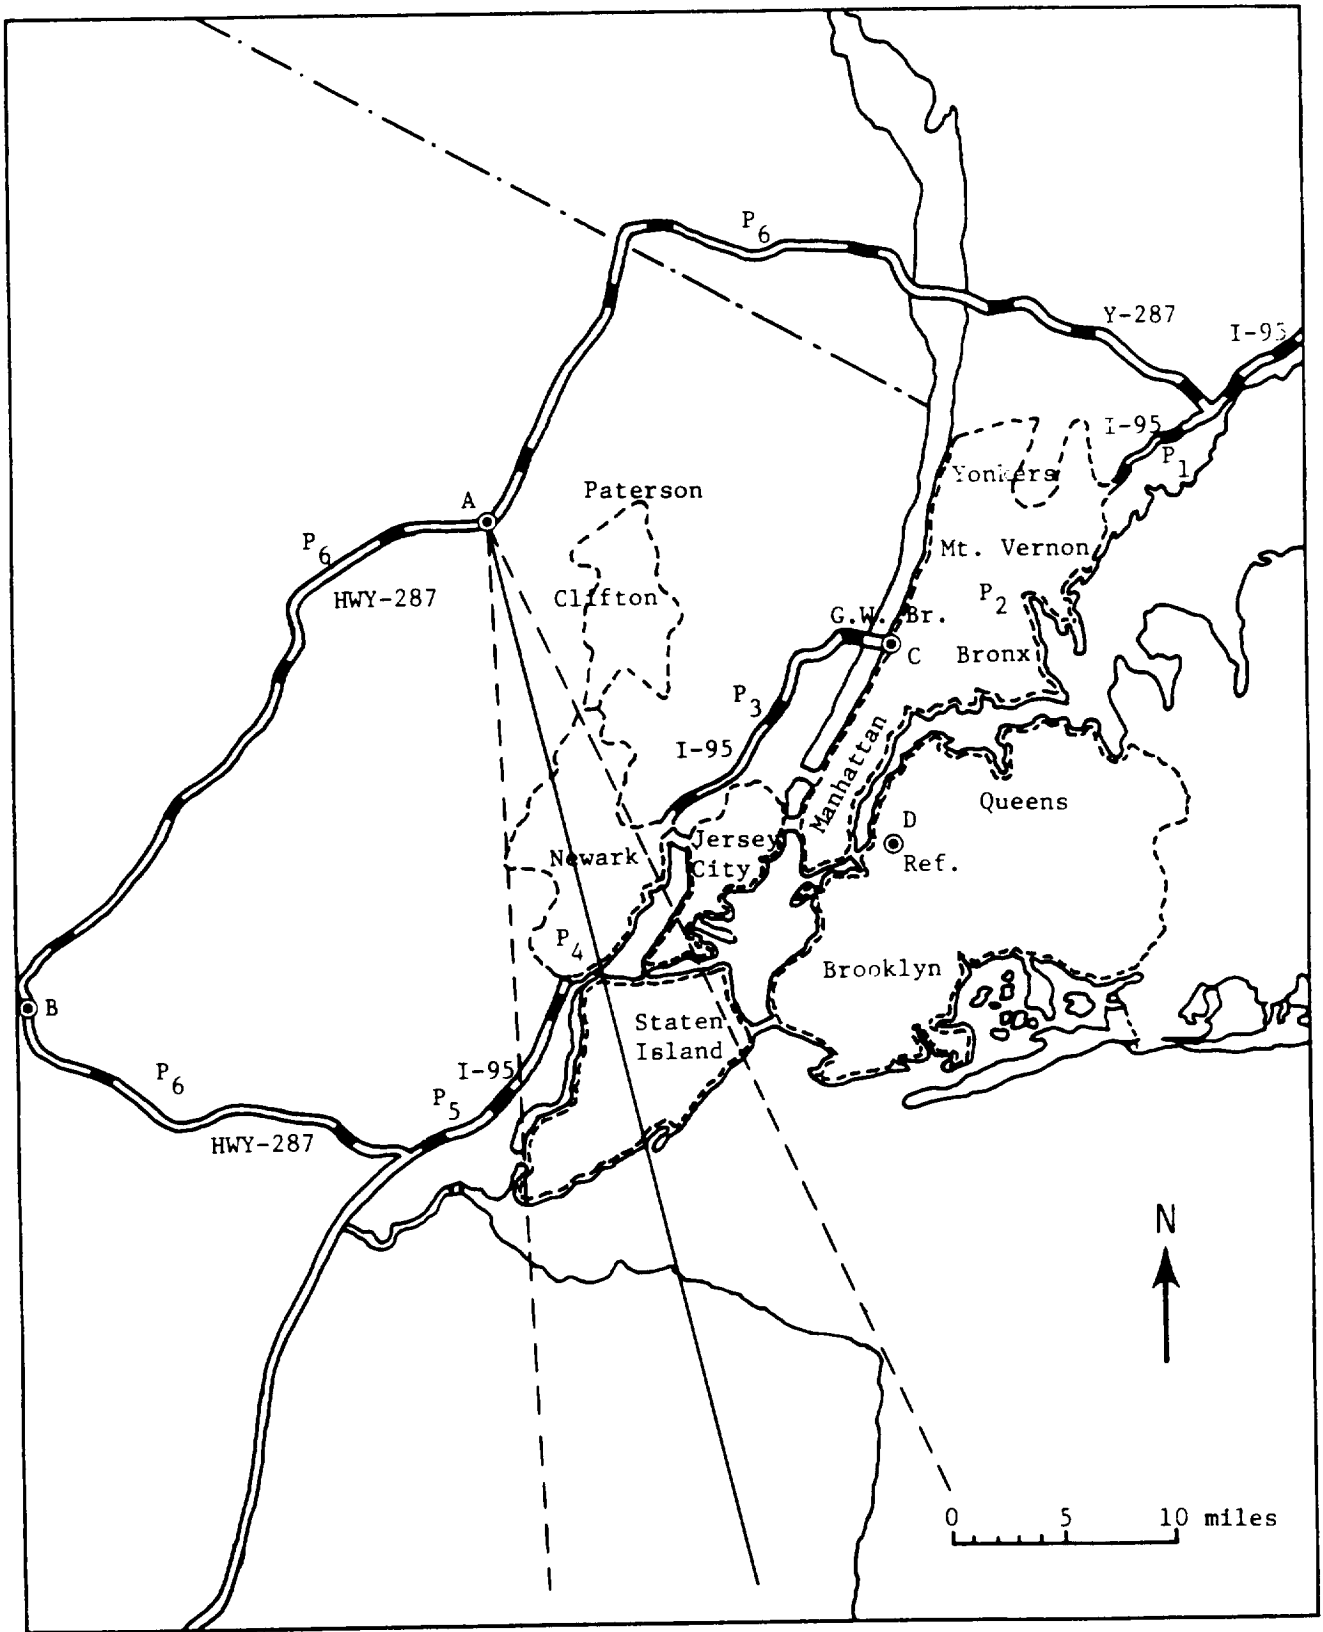 P6
Y-287
I-95
I-95
P1
Yonkers
A
Paterson
P6
Mt. Vernon
HWY-287
Clifton
P2
G.W. Br.
C
Bronx
P3
I-95
Manhattan
Queens
D
Ref.
Jersey
City
Newark
P4
Brooklyn
B
Staten
Island
P6
I-95
P5
HWY-287
N
0 5 10 miles